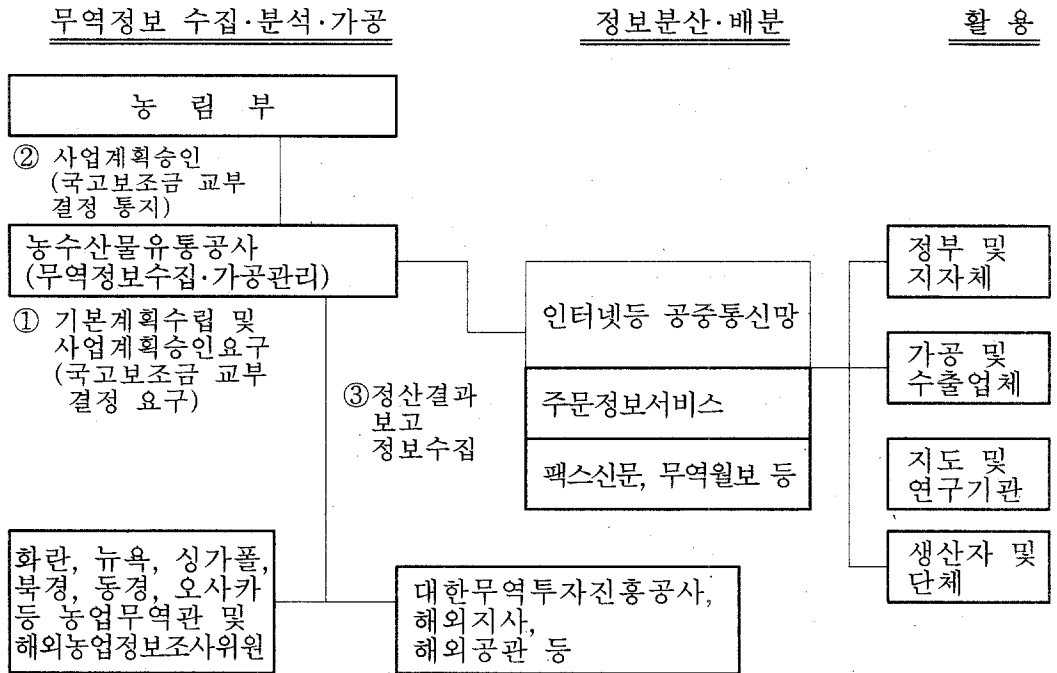 무역정보 수집·분석·가공
정보분산·배분
활 용
농 림 부
② 사업계획승인
(국고보조금 교부
결정 통지)
농수산물유통공사
(무역정보수집·가공관리)
① 기본계획수립 및
사업계획승인요구
(국고보조금 교부
결정 요구)
③정산결과
보고
정보수집
화란, 뉴욕, 싱가폴,
북경, 동경, 오사카
등 농업무역관 및
해외농업정보조사위원
대한무역투자진흥공사,
해외지사,
해외공관 등
인터넷등 공중통신망
주문정보서비스
팩스신문, 무역월보 등
정부 및
지자체
가공 및
수출업체
지도 및
연구기관
생산자 및
단체